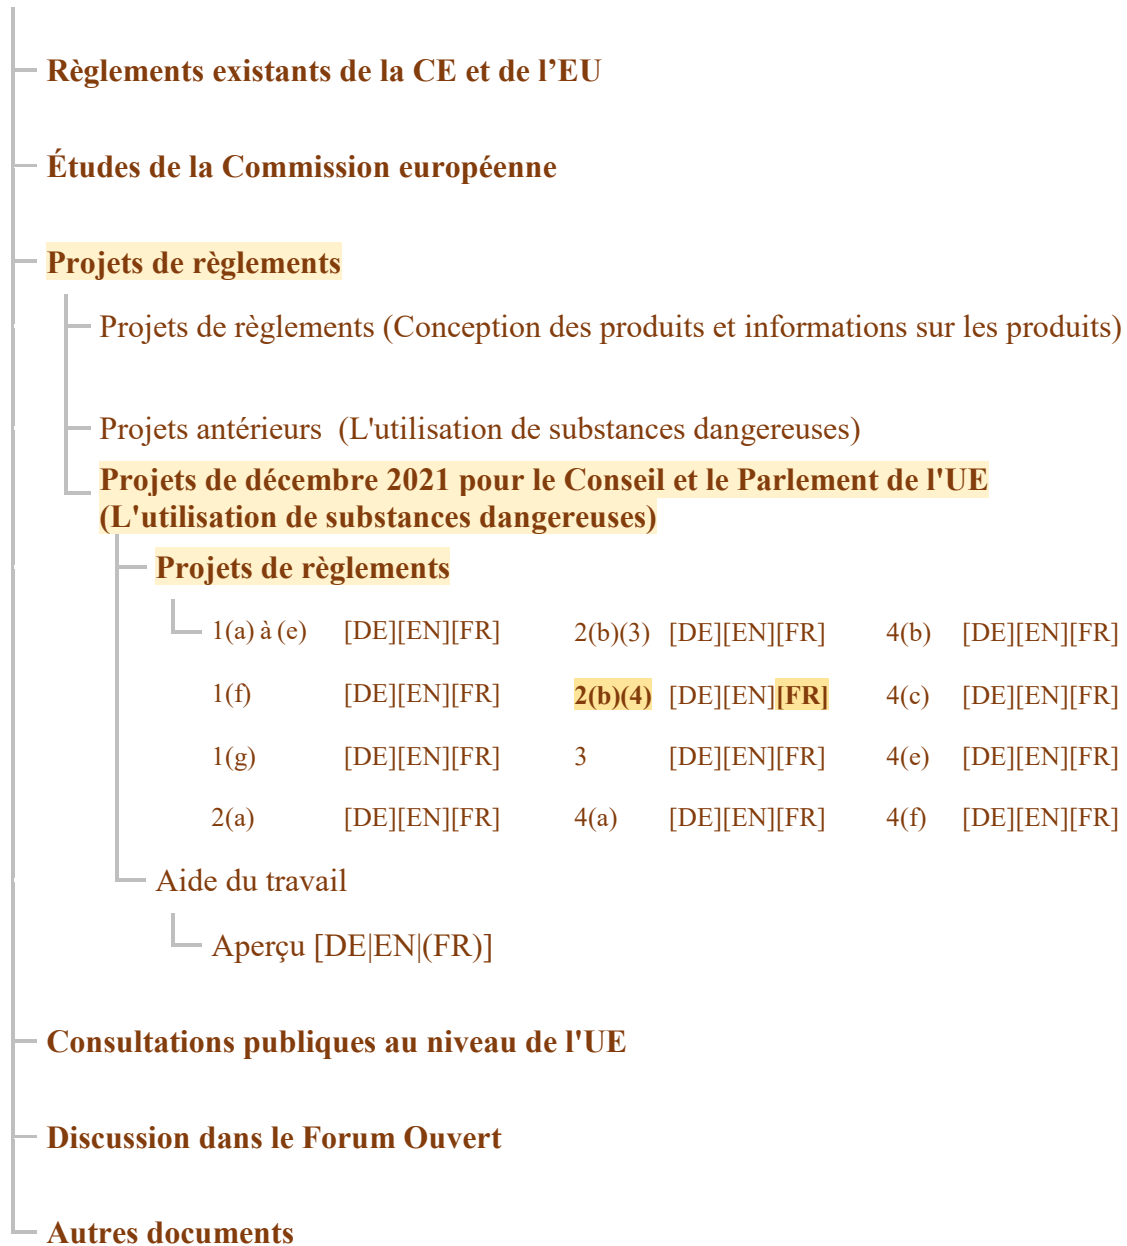 Règlements existants de la CE et de l’EU
Études de la Commission européenne
Projets de règlements
Projets de règlements (Conception des produits et informations sur les produits)
Projets antérieurs  (L'utilisation de substances dangereuses)
Projets de décembre 2021 pour le Conseil et le Parlement de l'UE
(L'utilisation de substances dangereuses)
Projets de règlements
1(a) à (e) [DE][EN][FR] 2(b)(3) [DE][EN][FR] 4(b) [DE][EN][FR]
1(f) [DE][EN][FR] 2(b)(4) [DE][EN][FR] 4(c) [DE][EN][FR]
1(g) [DE][EN][FR] 3 [DE][EN][FR] 4(e) [DE][EN][FR]
2(a) [DE][EN][FR] 4(a) [DE][EN][FR] 4(f) [DE][EN][FR]
Aide du travail
Aperçu [DE|EN|(FR)]
Consultations publiques au niveau de l'UE
Discussion dans le Forum Ouvert
Autres documents